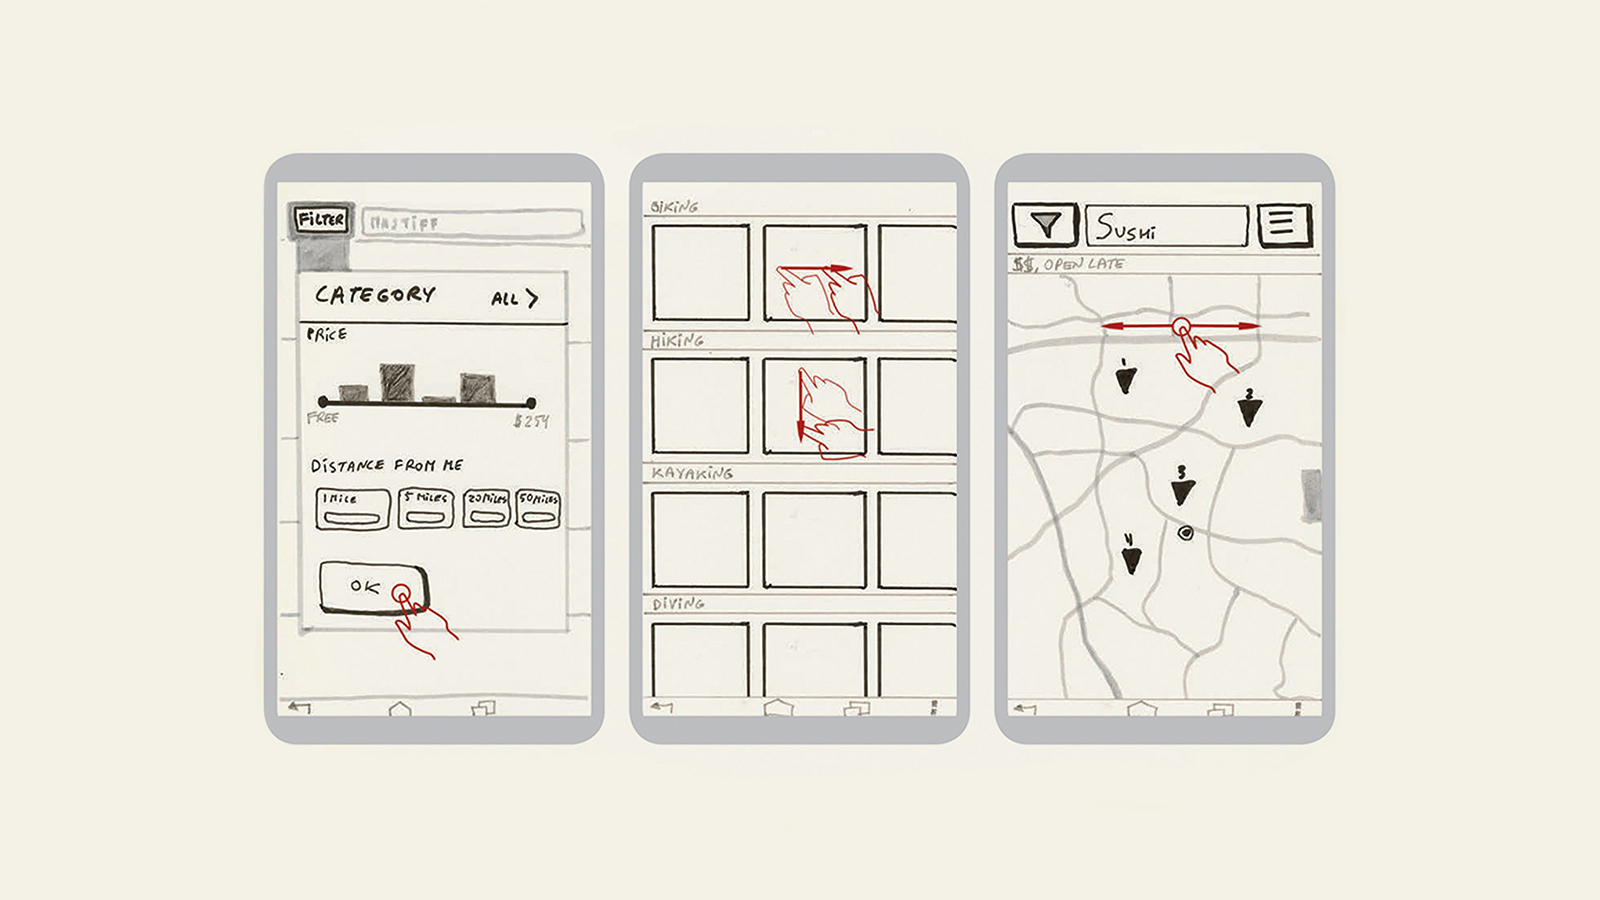 FILTER
MASTIFF
CATEGORY ALL >
PRICE
FREE $254
DISTANCE FROM ME
1 MILE 5 MILES 20 MILES 50 MILES
OK
BIKING
HIKING
KAYAKING
DIVING
SUSHI
$$, OPEN LATE
1
2
3
4